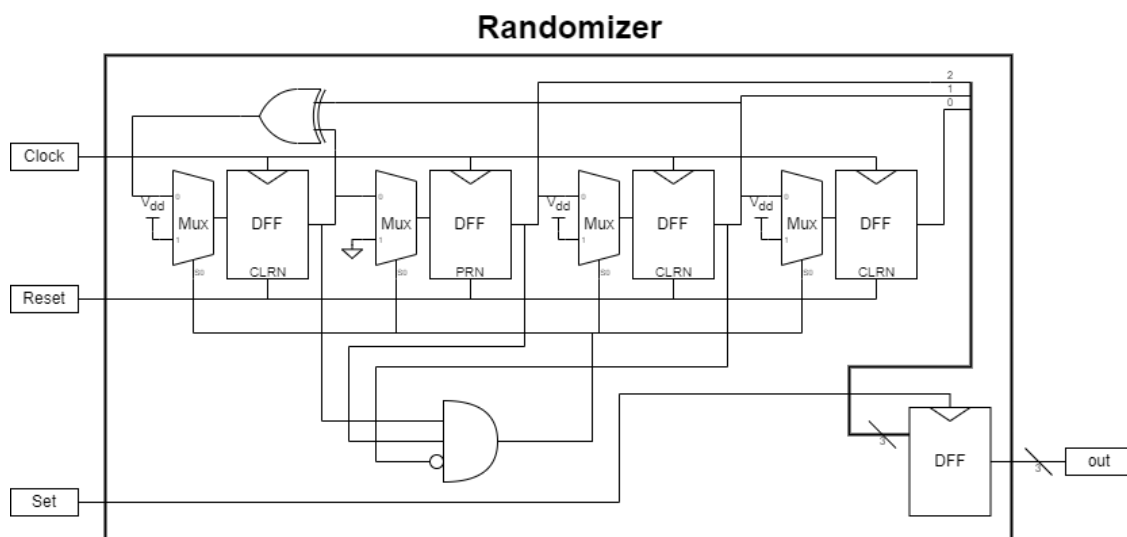 Randomizer
2
1
0
Clock
0
0
0
0
Vdd
Vdd
Vdd
Mux
DFF
Mux
DFF
Mux
DFF
Mux
DFF
1
1
1
1
S0
CLRN
S0
PRN
S0
CLRN
S0
CLRN
Reset
3
DFF
3
out
Set